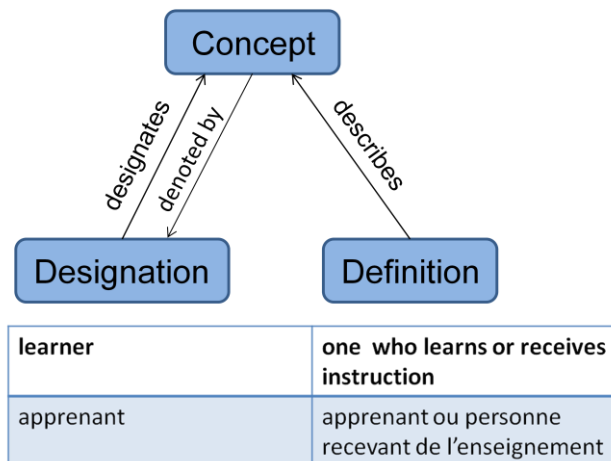 Concept
designates
denoted by
describes
Designation
Definition
learner
one who learns or receives
instruction
apprenant
apprenant ou personne
recevant de l’enseignement